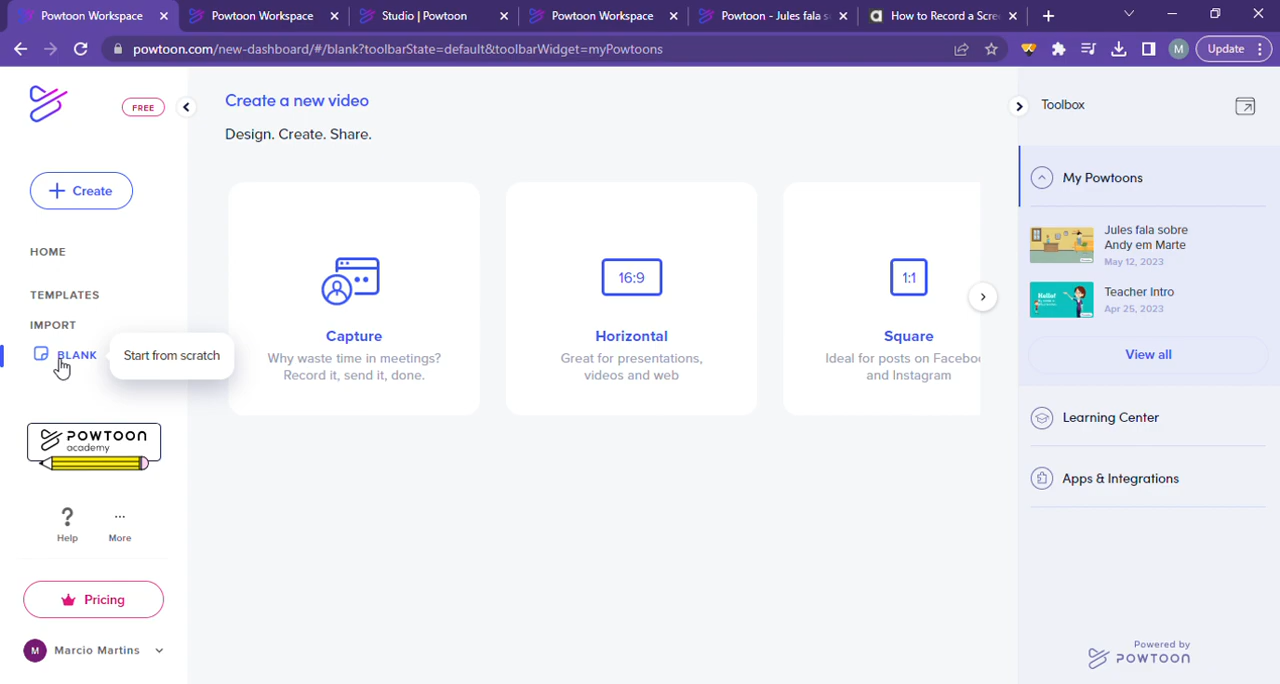 Powtoon Workspace
Powtoon Workspace
Studio | Powtoon
Powtoon Workspace
Powtoon - Jules fala s
How to Record a Scre
powtoon.com/new-dashboard/#/blank?toolbarState=default&toolbarWidget=myPowtoons
M
Update
FREE
Create a new video
Design. Create. Share.
Toolbox
+ Create
My Powtoons
HOME
TEMPLATES
IMPORT
BLANK
Start from scratch
Capture
Why waste time in meetings?
Record it, send it, done.
16:9
Horizontal
Great for presentations,
videos and web
1:1
Square
Ideal for posts on Faceboo
and Instagram
Jules fala sobre
Andy em Marte
May 12, 2023
Hello!
Teacher Intro
Apr 25, 2023
View all
Learning Center
Apps & Integrations
POWTOON
academy
? 
Help
...
More
Pricing
M
Marcio Martins
Powered by
POWTOON